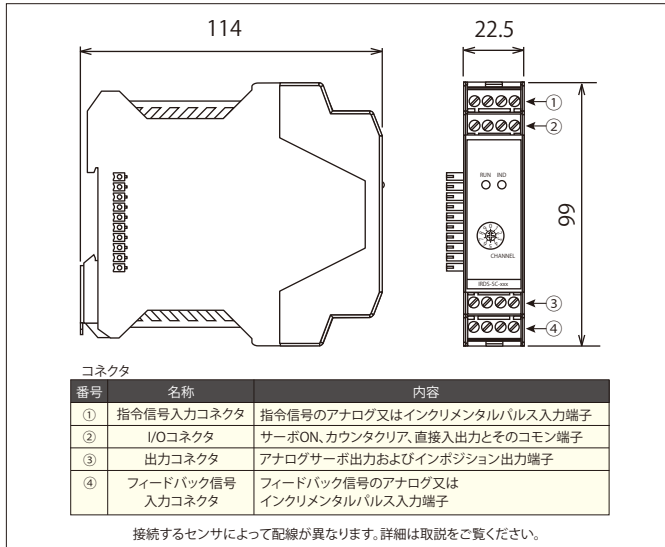 114
22.5
①
②
RUN IND
99
CHANNEL
IRDS-SC-xxx
③
④
コネクタ
番号 名称 内容
① 指令信号入力コネクタ 指令信号のアナログ又はインクリメンタルパルス入力端子
② I/Oコネクタ サーボON、カウンタクリア、直接入出力とそのコモン端子
③ 出力コネクタ アナログサーボ出力およびインポジション出力端子
④ フィードバック信号 フィードバック信号のアナログ又は
入力コネクタ インクリメンタルパルス入力端子
接続するセンサによって配線が異なります。詳細は取説をご覧ください。